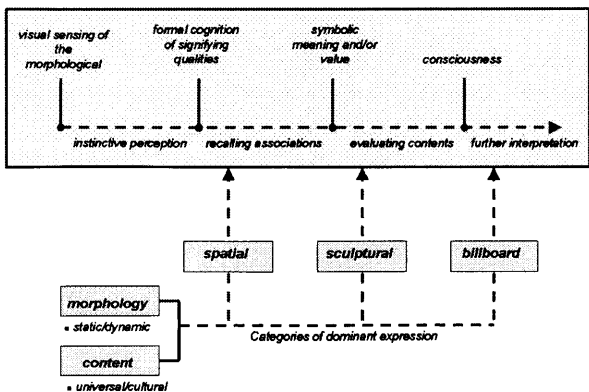 visual sensing of
the
morphological
formal cognition
of signifying
qualities
symbolic
meaning and/or
value
consciousness
instinctive perception
recalling associations
evaluating contents
further interpretation
spatial
sculptural
billboard
morphology
▪ static/dynamic
Categories of dominant expression
content
▪ universal/cultural